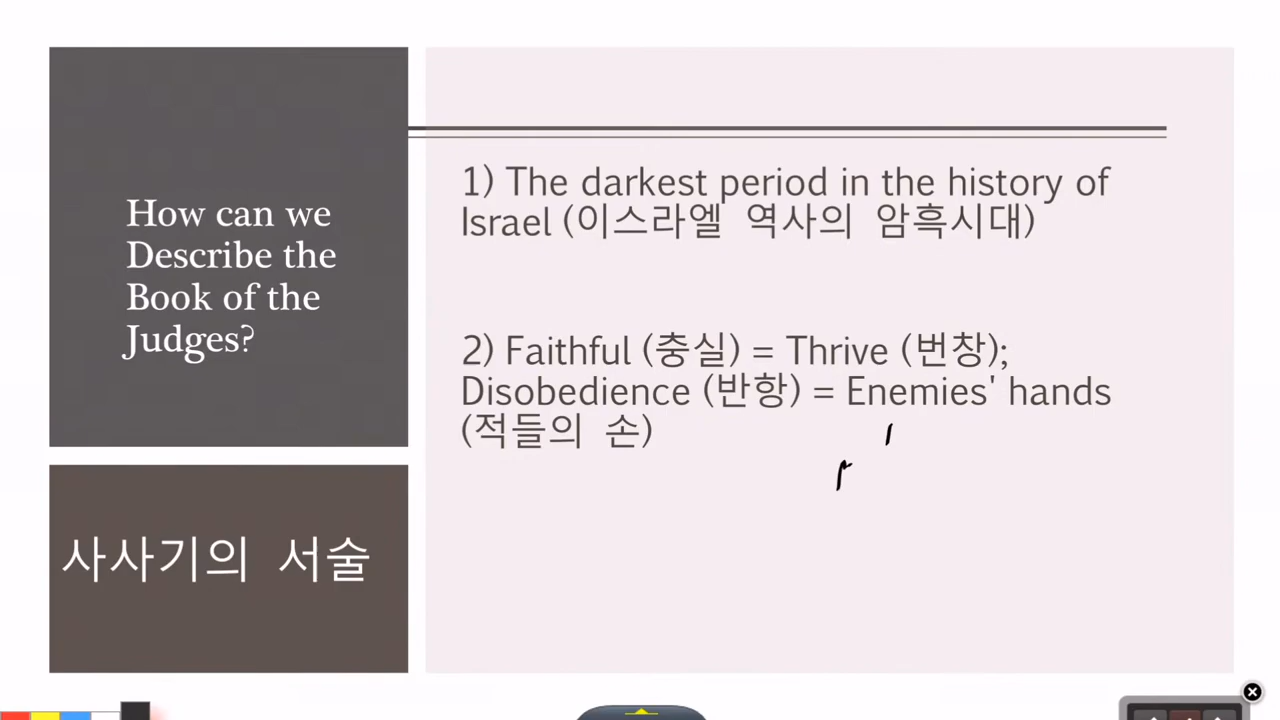 How can we
Describe the
Book of the
Judges?
사사기의 서술
1) The darkest period in the history of
Israel (이스라엘 역사의 암흑시대)
2) Faithful (충실) = Thrive (번창);
Disobedience (반항) = Enemies' hands
(적들의 손)